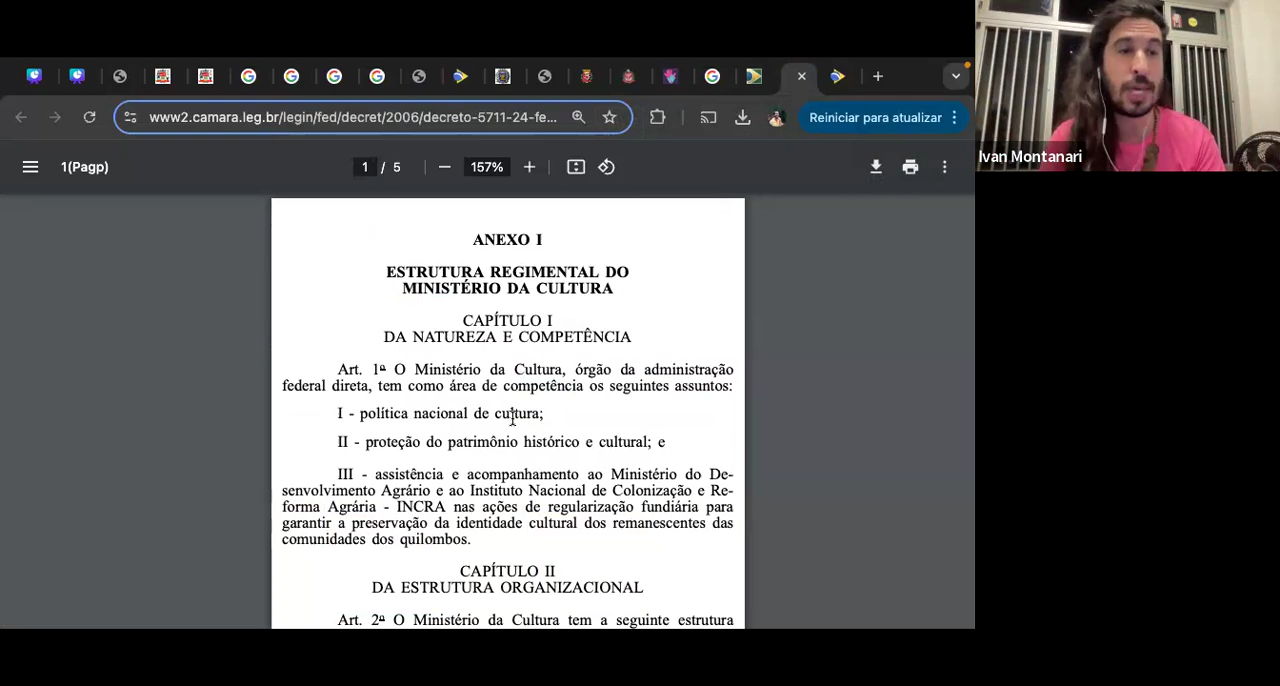 www2.camara.leg.br/legin/fed/decret/2006/decreto-5711-24-fe...
Reiniciar para atualizar
Ivan Montanari
1(Pagp)
1 / 5
157%
ANEXO I
ESTRUTURA REGIMENTAL DO
MINISTÉRIO DA CULTURA
CAPÍTULO I
DA NATUREZA E COMPETÊNCIA
Art. 1º O Ministério da Cultura, órgão da administração
federal direta, tem como área de competência os seguintes assuntos:
I - política nacional de cultura;
II - proteção do patrimônio histórico e cultural; e
III - assistência e acompanhamento ao Ministério do De-
senvolvimento Agrário e ao Instituto Nacional de Colonização e Re-
forma Agrária - INCRA nas ações de regularização fundiária para
garantir a preservação da identidade cultural dos remanescentes das
comunidades dos quilombos.
CAPÍTULO II
DA ESTRUTURA ORGANIZACIONAL
Art. 2º O Ministério da Cultura tem a seguinte estrutura